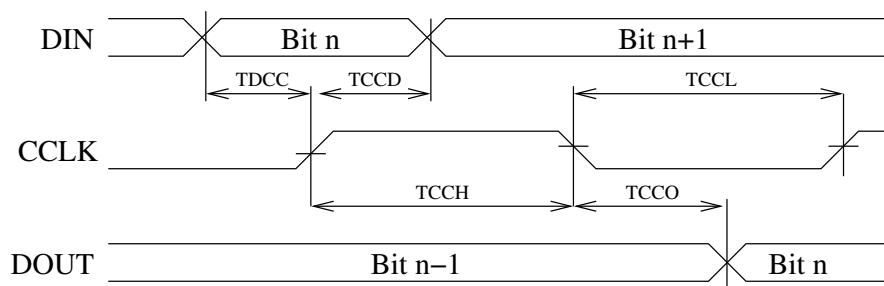 DIN Bit n Bit n+1
TDCC TCCD TCCL
CCLK
TCCH TCCO
DOUT Bit n−1 Bit n